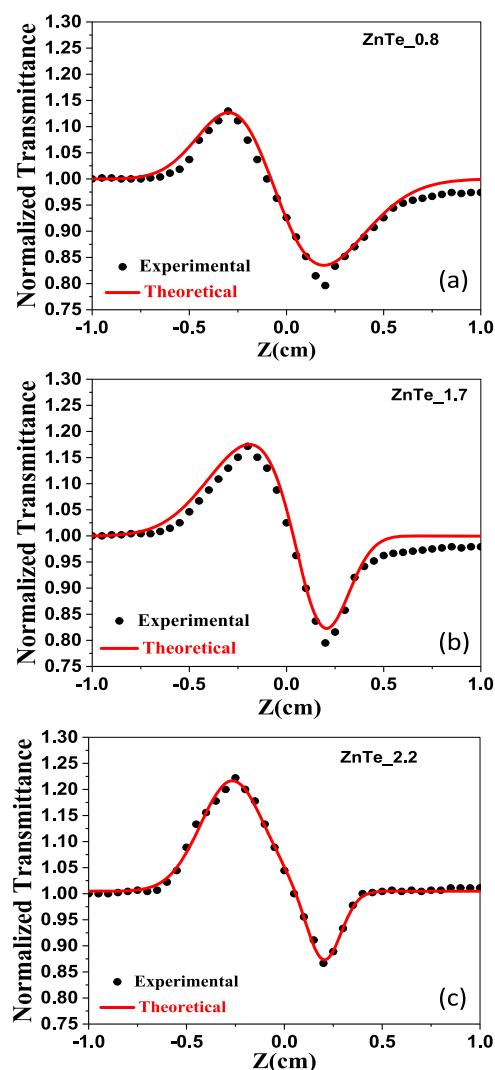 1.30
ZnTe_0.8
1.25
1.20
1.15
1.10
1.05
1.00
0.95
0.90
0.85
0.80
0.75
Normalized Transmittance
Experimental
Theoretical
(a)
-1.0 -0.5 0.0 0.5 1.0
Z(cm)
1.30
ZnTe_1.7
1.25
1.20
1.15
1.10
1.05
1.00
0.95
0.90
0.85
0.80
0.75
Normalized Transmittance
Experimental
Theoretical
(b)
-1.0 -0.5 0.0 0.5 1.0
Z(cm)
1.30
ZnTe_2.2
1.25
1.20
1.15
1.10
1.05
1.00
0.95
0.90
0.85
0.80
0.75
Normalized Transmittance
Experimental
Theoretical
(c)
-1.0 -0.5 0.0 0.5 1.0
Z(cm)